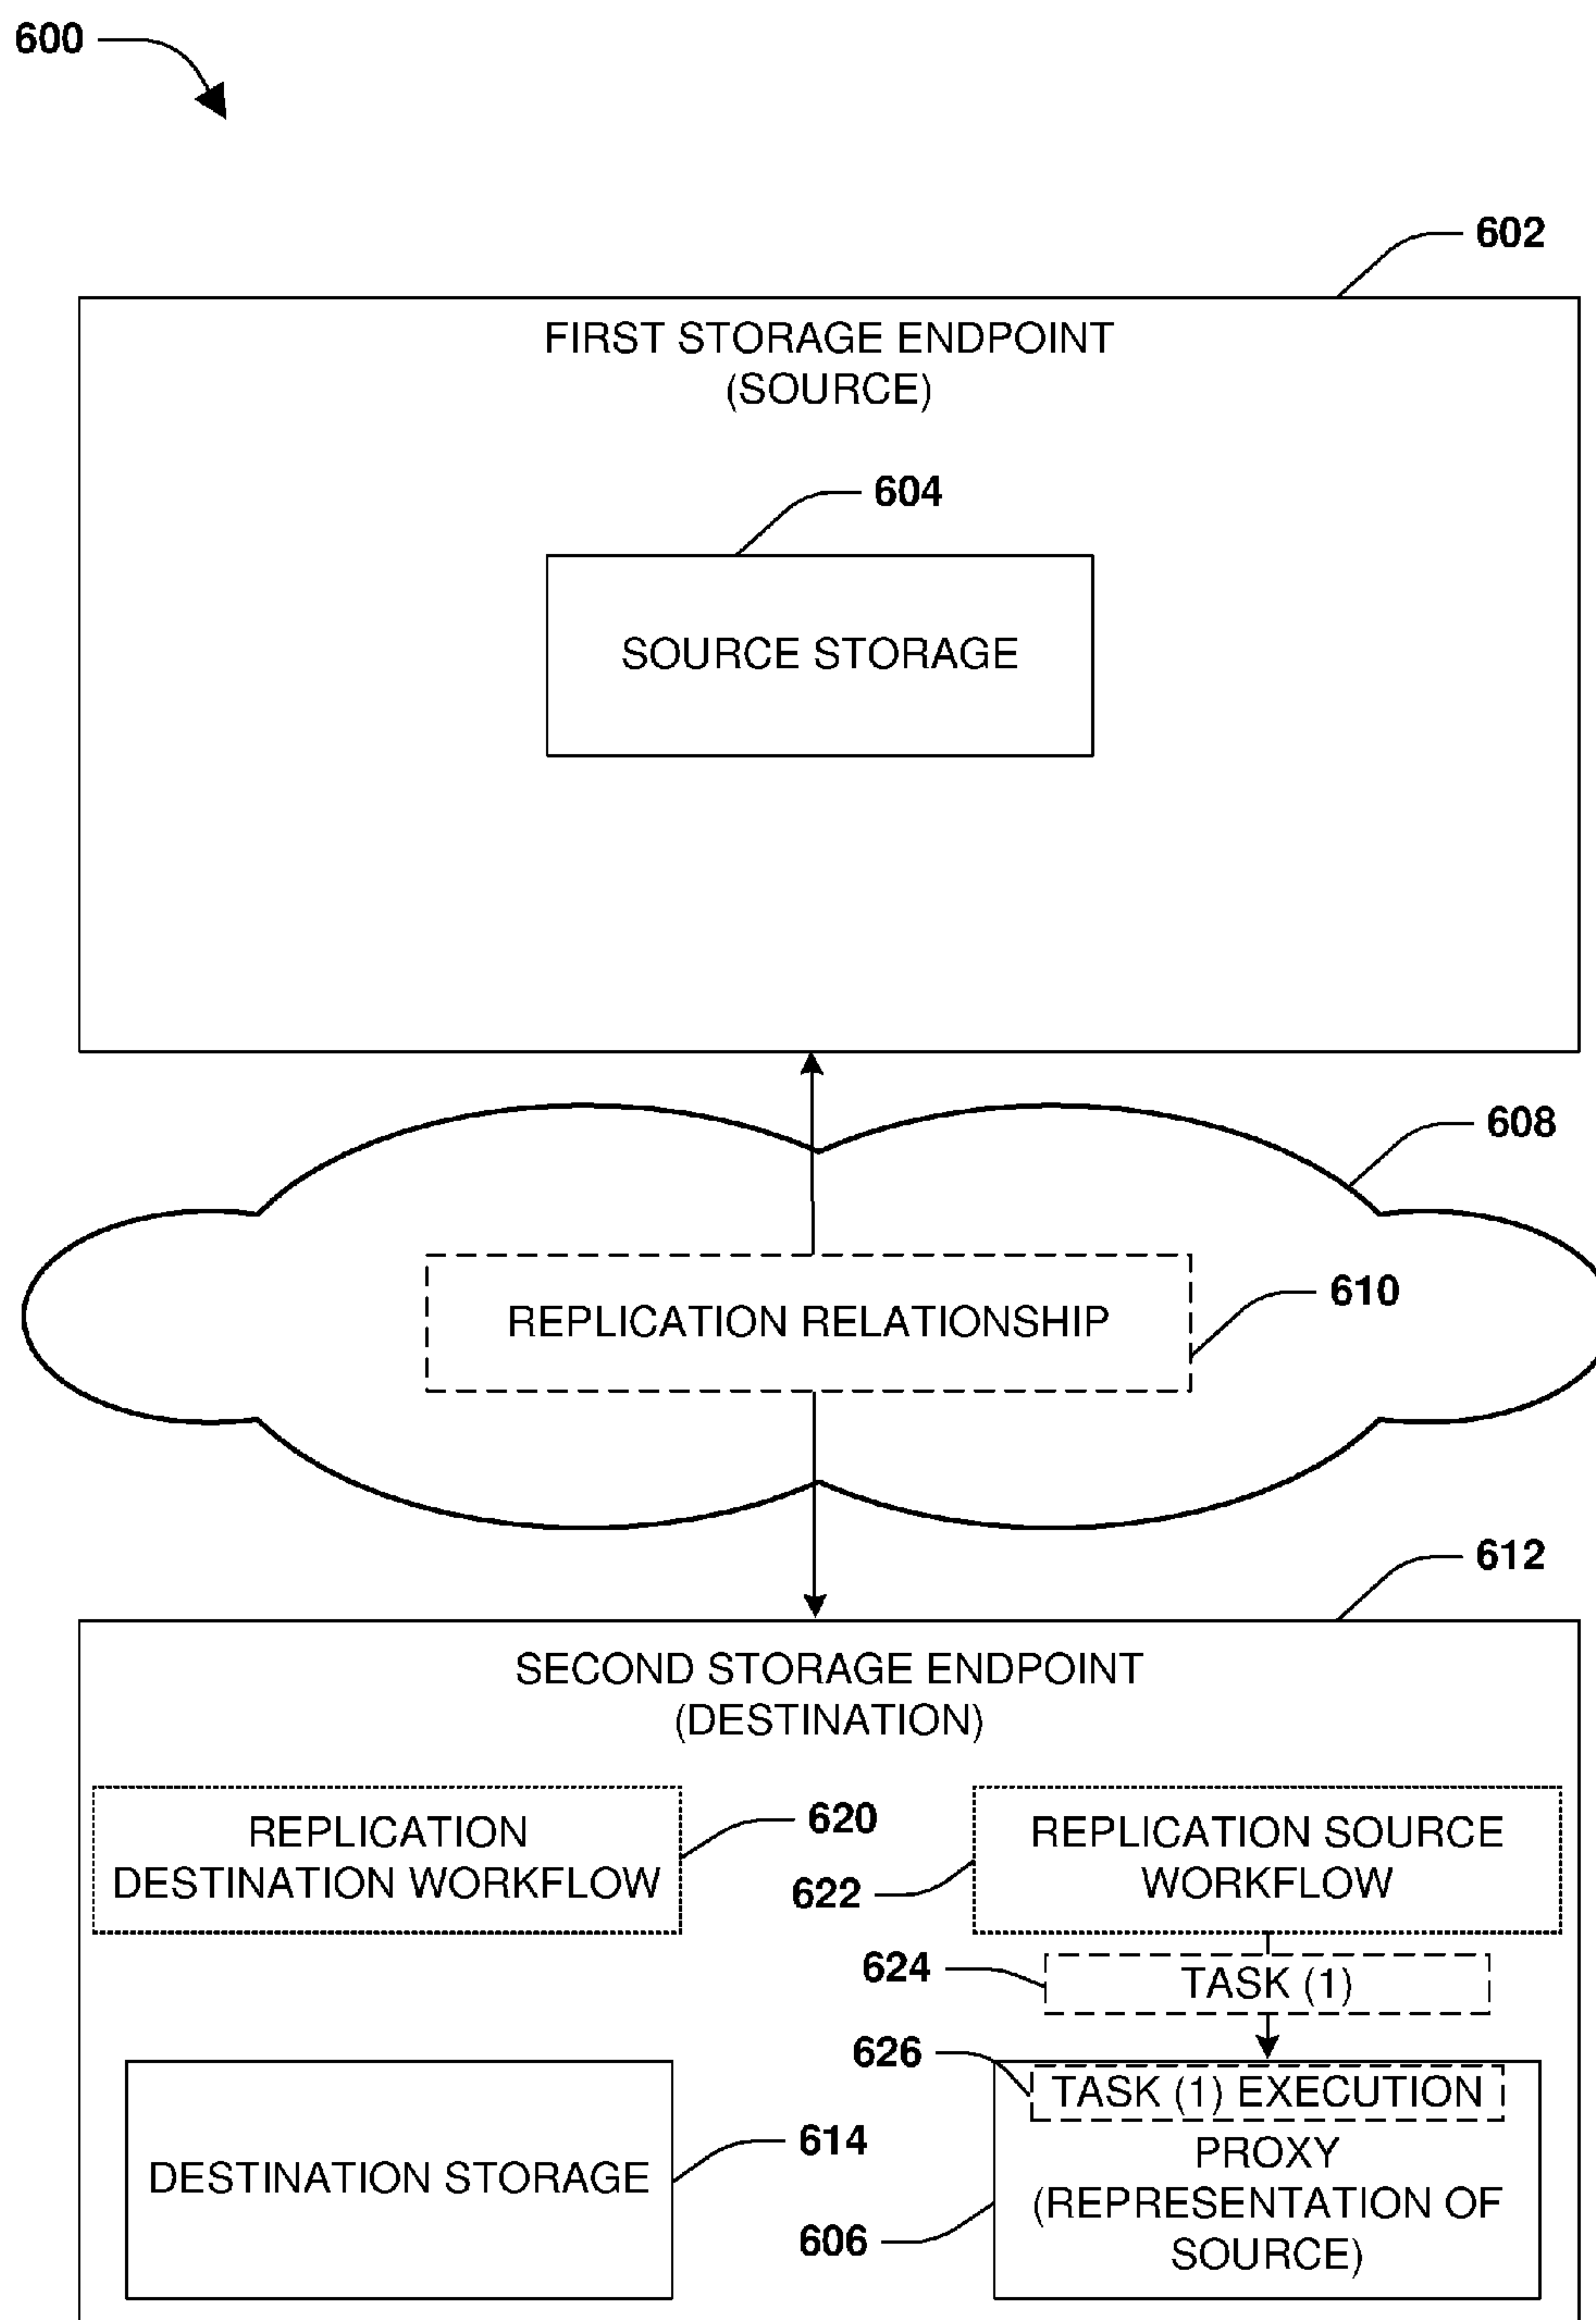 600
602
FIRST STORAGE ENDPOINT
(SOURCE)
604
SOURCE STORAGE
608
610
REPLICATION RELATIONSHIP
612
SECOND STORAGE ENDPOINT
(DESTINATION)
REPLICATION
DESTINATION WORKFLOW
620
622
REPLICATION SOURCE
WORKFLOW
624
TASK (1)
626
TASK (1) EXECUTION
DESTINATION STORAGE
614
606
PROXY
(REPRESENTATION OF
SOURCE)